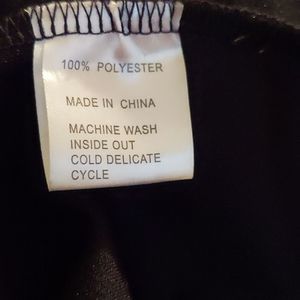 100% POLYESTER
MADE IN CHINA
MACHINE WASH
INSIDE OUT
COLD DELICATE
CYCLE